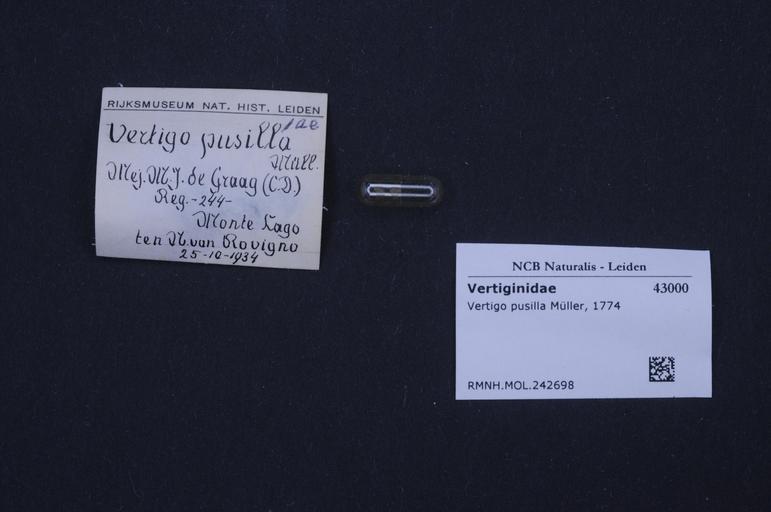 RIJKSMUSEUM NAT. HIST. LEIDEN
Vertigo pusilla
Müll.
Mej. M.J. de Graag (C.D.)
Reg.-244-
Monte Lago
ten N. van Rovigno
25-10-1934
NCB Naturalis - Leiden
Vertiginidae 43000
Vertigo pusilla Müller, 1774
RMNH.MOL.242698